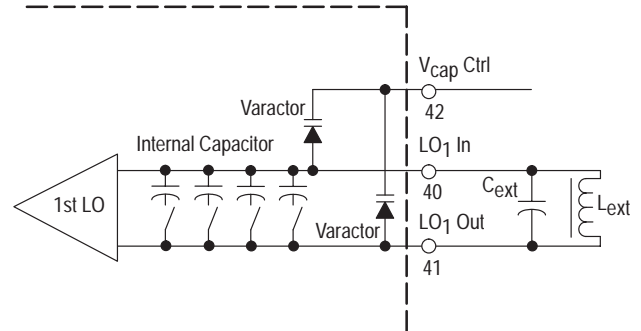 Vcap Ctrl
42
Varactor
Internal Capacitor
LO1 In
40
Cext
1st LO
Lext
Varactor
LO1 Out
41